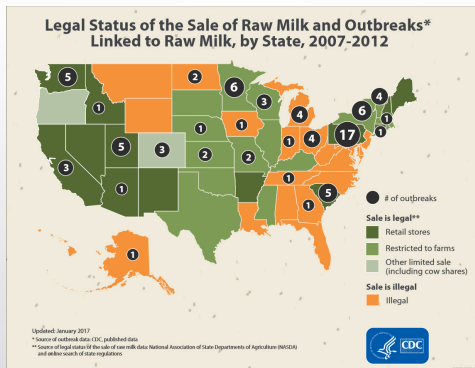 Legal Status of the Sale of Raw Milk and Outbreaks*
Linked to Raw Milk, by State, 2007-2012
5
1
3
5
1
3
2
1
2
6
3
1
2
4
1
4
1
1
5
17
6
4
1
1
1
# of outbreaks
Sale is legal**
Retail stores
Restricted to farms
Other limited sale
(including cow shares)
Sale is illegal
Illegal
Updated: January 2017
* Source of outbreak data: CDC, published data
** Source of legal status of the sale of raw milk data: National Association of State Departments of Agriculture (NASDA)
and online search of state regulations
CDC